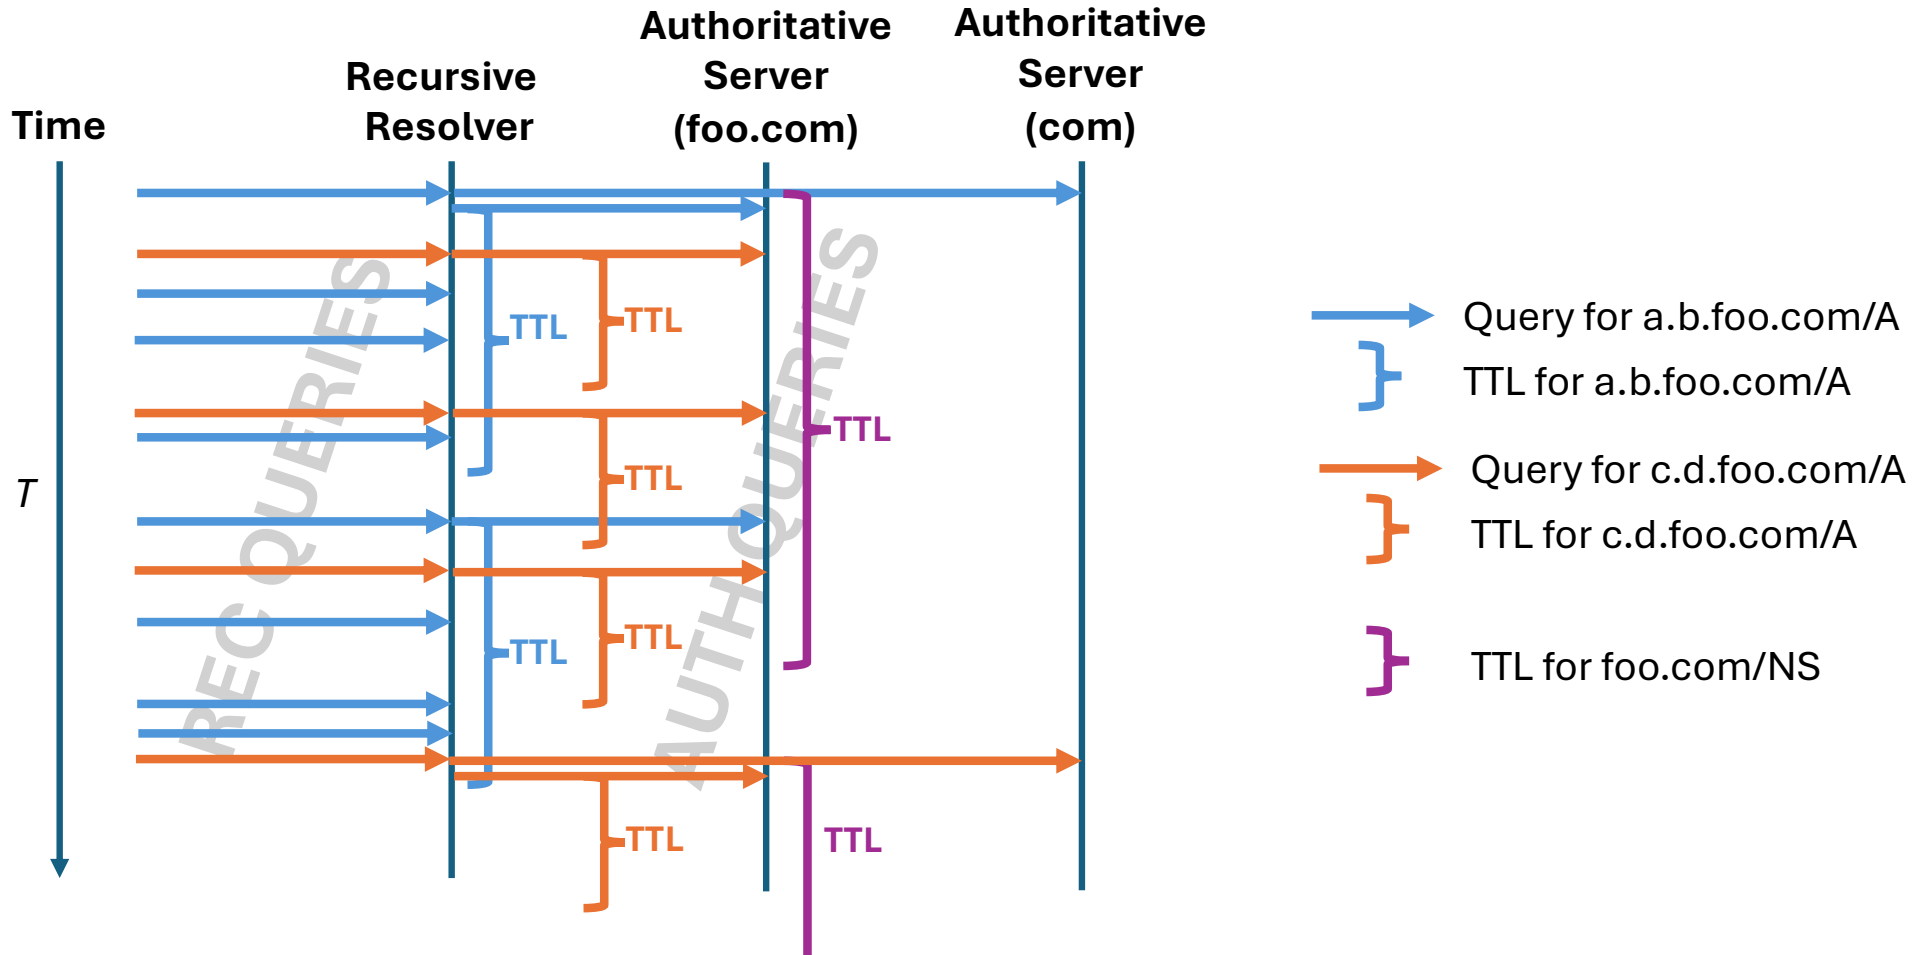 Time
Recursive
Resolver
Authoritative
Server
(foo.com)
Authoritative
Server
(com)
T
REC QUERIES
AUTH QUERIES
TTL
TTL
TTL
TTL
TTL
TTL
TTL
TTL
Query for a.b.foo.com/A
TTL for a.b.foo.com/A
Query for c.d.foo.com/A
TTL for c.d.foo.com/A
TTL for foo.com/NS